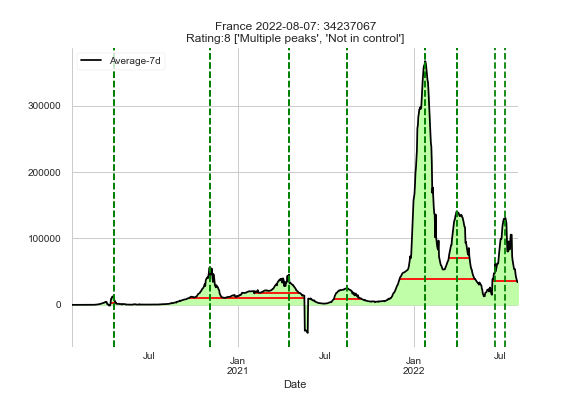 France 2022-08-07: 34237067
Rating:8 ['Multiple peaks', 'Not in control']
Average-7d
300000
200000
100000
0
Jul
Jan
2021
Jul
Jan
2022
Jul
Date